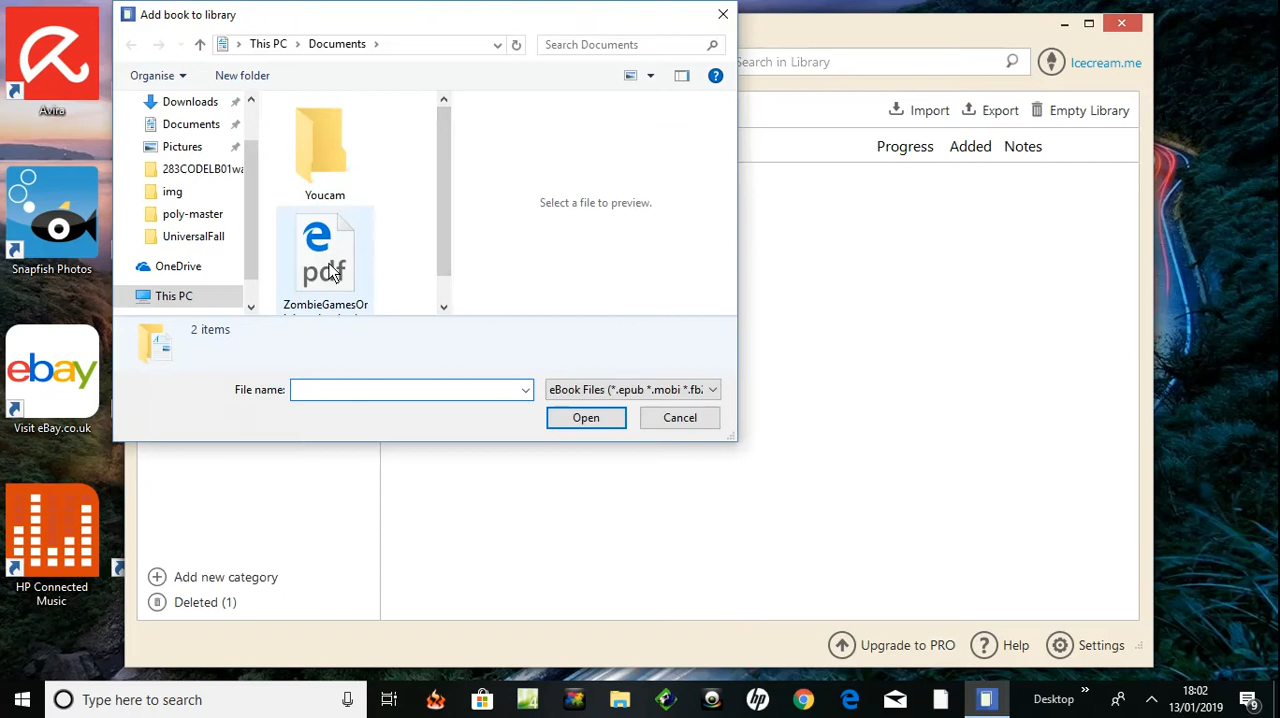 Add book to library
This PC > Documents >
Search Documents
Organise
New folder
Downloads
Documents
Pictures
283CODELB01wa
img
poly-master
UniversalFall
OneDrive
This PC
Youcam
pdf
ZombieGamesOr
Select a file to preview.
2 items
File name:
eBook Files (*.epub *.mobi *.fb2
Open
Cancel
Search in Library
Icecream.me
Import
Export
Empty Library
Progress
Added
Notes
Add new category
Deleted (1)
Upgrade to PRO
Help
Settings
Avira
Snapfish Photos
ebay
Visit eBay.co.uk
HP Connected
Music
Type here to search
Desktop
18:02
13/01/2019
9